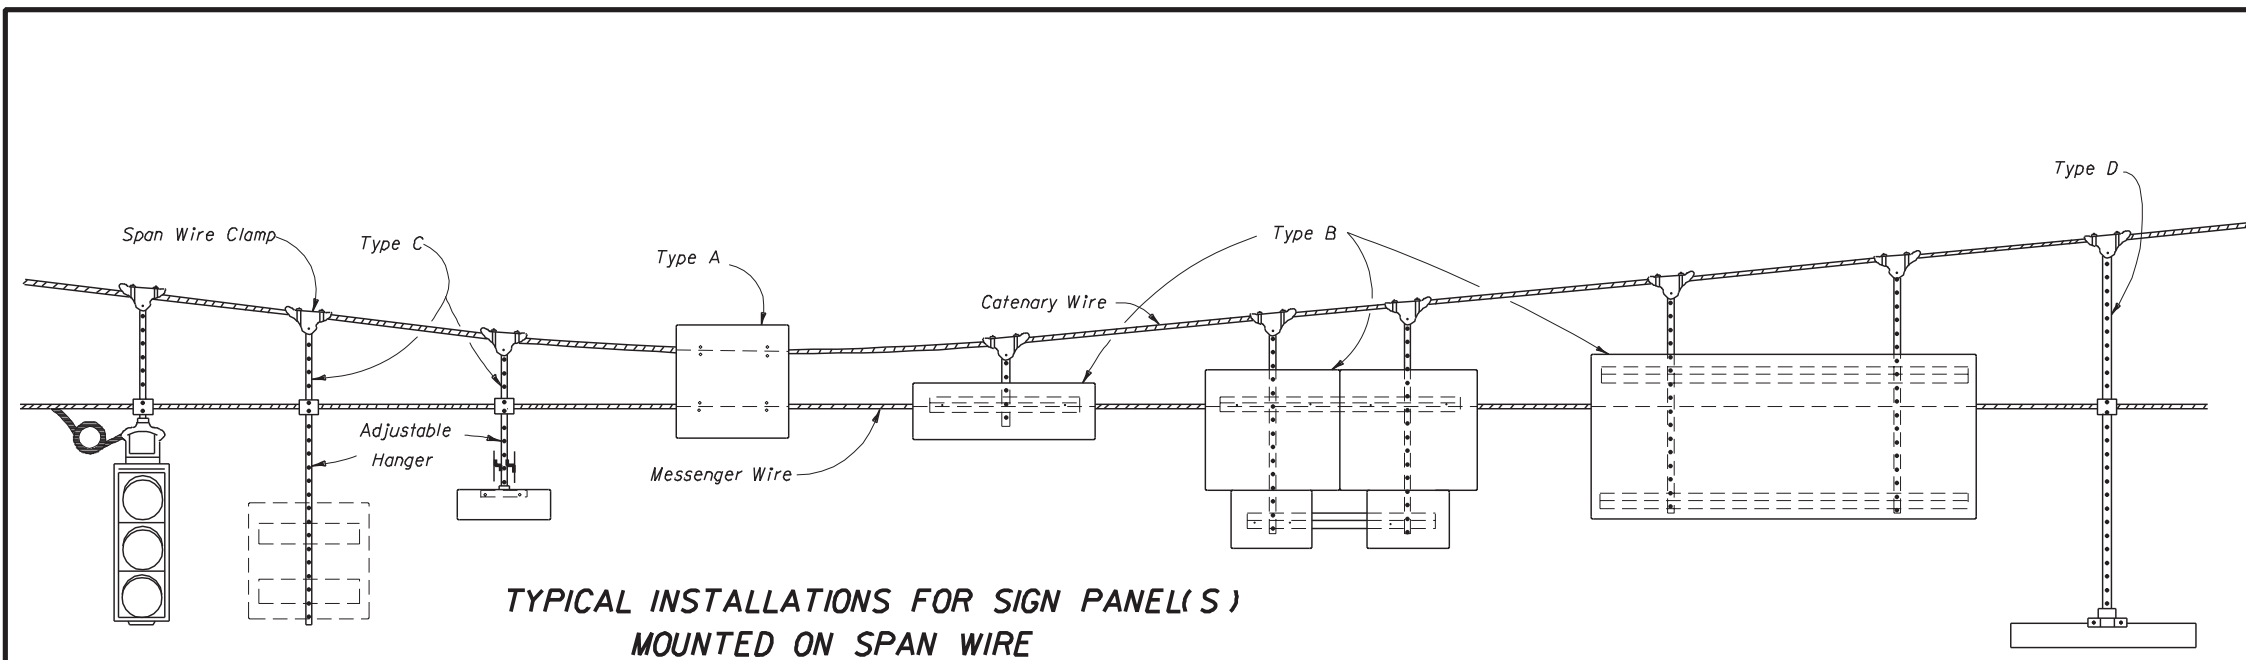 Type D
Span Wire Clamp
Type C
Type A
Type B
Catenary Wire
Adjustable
Hanger
Messenger Wire
TYPICAL INSTALLATIONS FOR SIGN PANEL(S)
MOUNTED ON SPAN WIRE